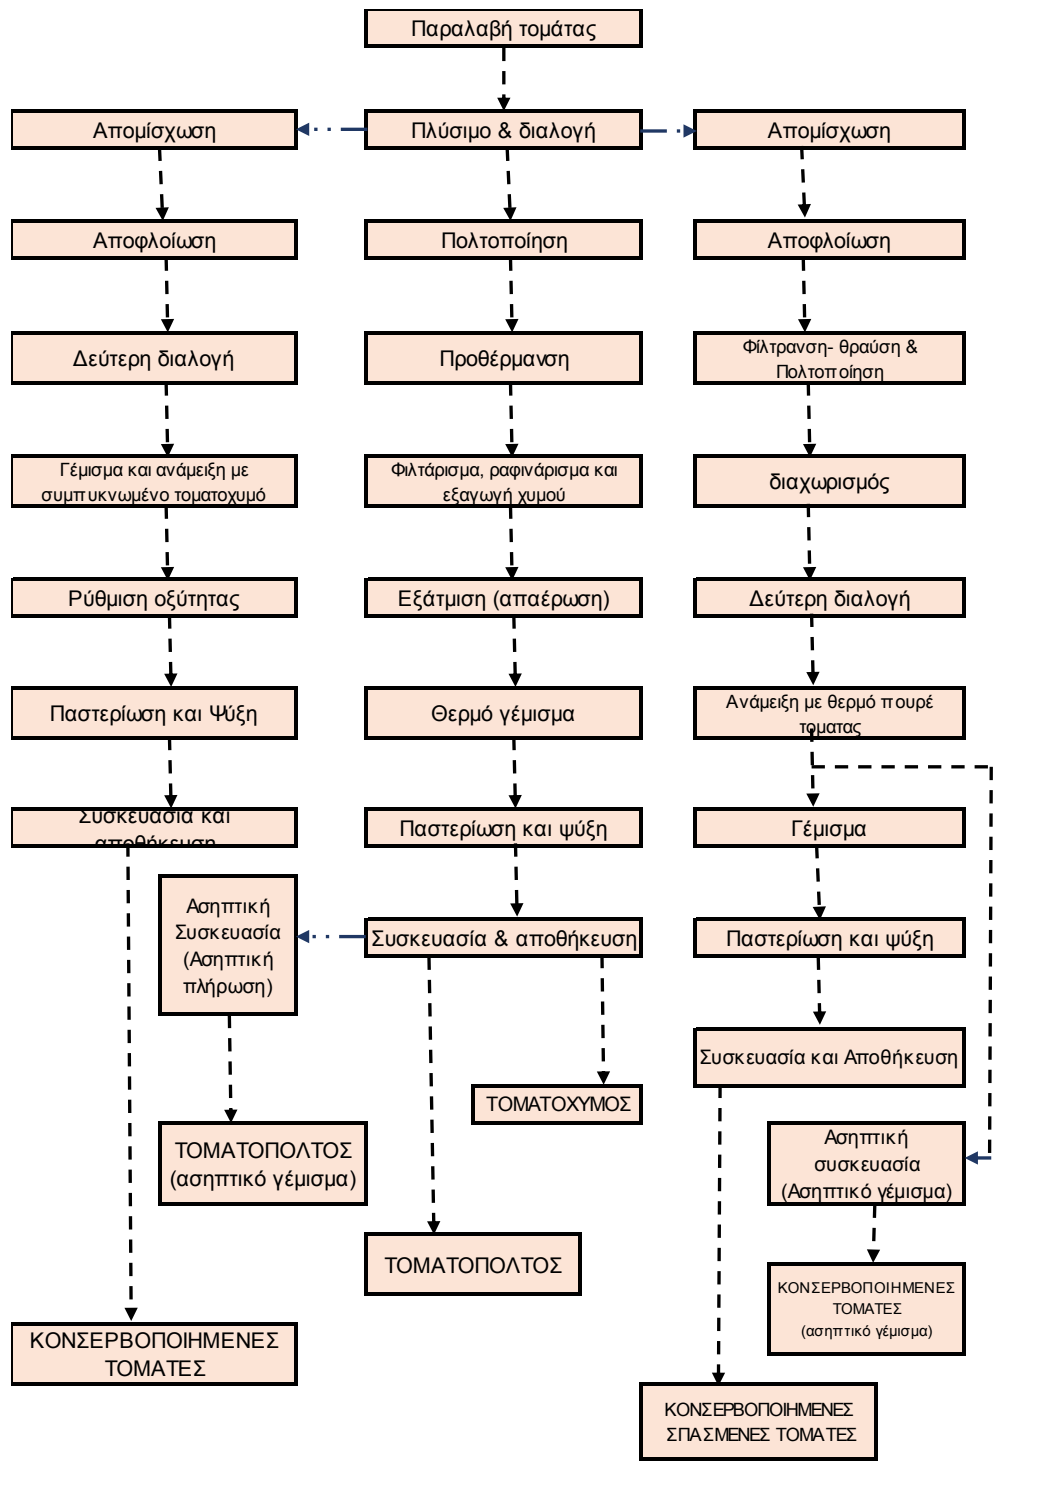 Παραλαβή τομάτας
Απομίσχωση
Πλύσιμο & διαλογή
Απομίσχωση
Αποφλοίωση
Πολτοποίηση
Αποφλοίωση
Δεύτερη διαλογή
Προθέρμανση
Φίλτρανση- θραύση &
Πολτοποίηση
Γέμισμα και ανάμειξη με
συμπυκνωμένο τοματοχυμό
Φιλτάρισμα, ραφινάρισμα και
εξαγωγή χυμού
διαχωρισμός
Ρύθμιση οξύτητας
Εξάτμιση (απαέρωση)
Δεύτερη διαλογή
Παστερίωση και Ψύξη
Θερμό γέμισμα
Ανάμειξη με θερμό πουρέ
τοματας
Συσκευασία και
αποθήκευση
Παστερίωση και ψύξη
Γέμισμα
Ασηπτική
Συσκευασία
(Ασηπτική
πλήρωση)
Συσκευασία & αποθήκευση
Παστερίωση και ψύξη
Συσκευασία και Αποθήκευση
ΤΟΜΑΤΟΧΥΜΟΣ
ΤΟΜΑΤΟΠΟΛΤΟΣ
(ασηπτικό γέμισμα)
Ασηπτική
συσκευασία
(Ασηπτικό γέμισμα)
ΤΟΜΑΤΟΠΟΛΤΟΣ
ΚΟΝΣΕΡΒΟΠΟΙΗΜΕΝΕΣ
ΤΟΜΑΤΕΣ
(ασηπτικό γέμισμα)
ΚΟΝΣΕΡΒΟΠΟΙΗΜΕΝΕΣ
ΤΟΜΑΤΕΣ
ΚΟΝΣΕΡΒΟΠΟΙΗΜΕΝΕΣ
ΣΠΑΣΜΕΝΕΣ ΤΟΜΑΤΕΣ